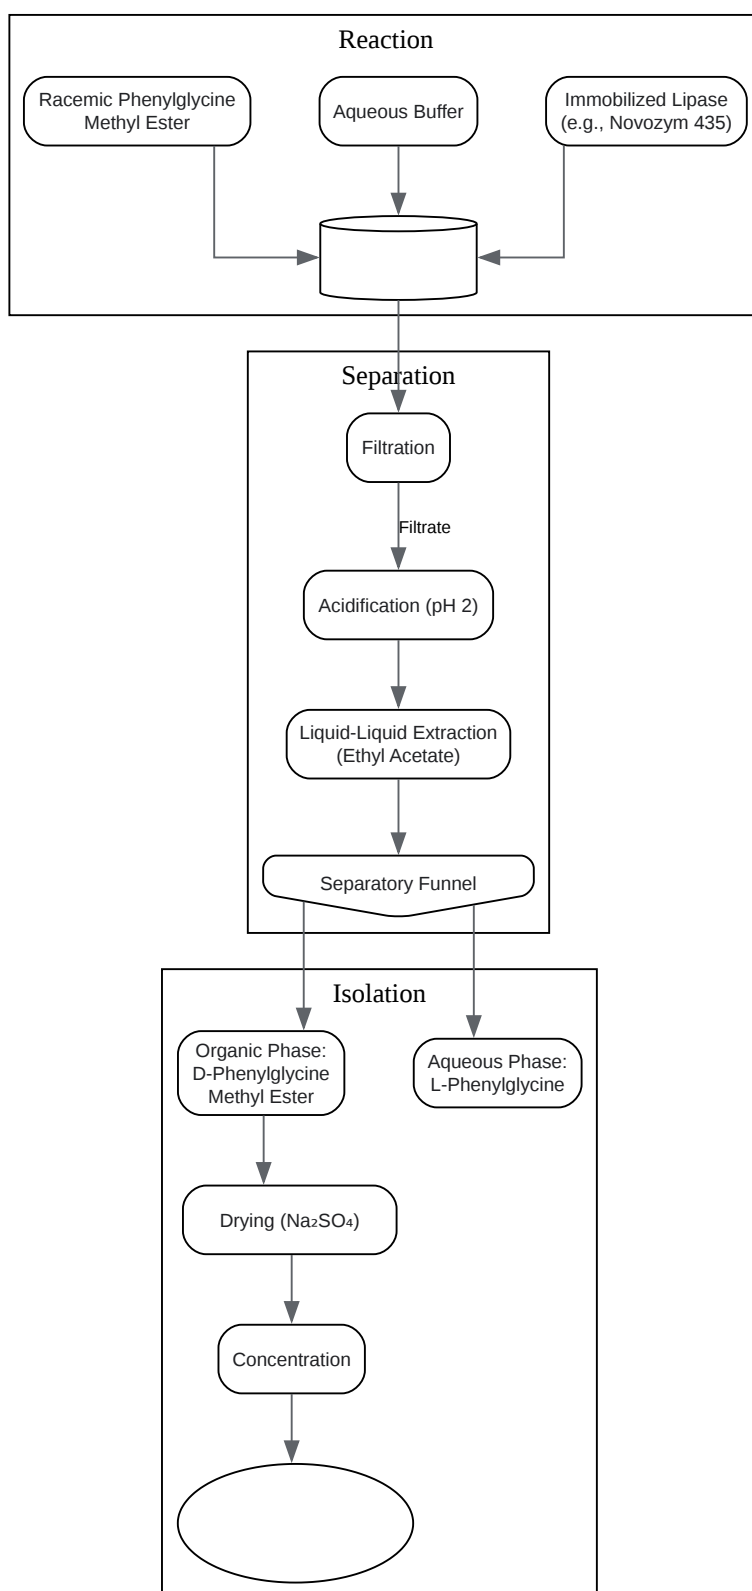 Reaction
Racemic Phenylglycine
Methyl Ester
Aqueous Buffer
Immobilized Lipase
(e.g., Novozym 435)
Separation
Filtration
Filtrate
Acidification (pH 2)
Liquid-Liquid Extraction
(Ethyl Acetate)
Separatory Funnel
Isolation
Organic Phase:
D-Phenylglycine
Methyl Ester
Aqueous Phase:
L-Phenylglycine
Drying (Na₂SO₄)
Concentration